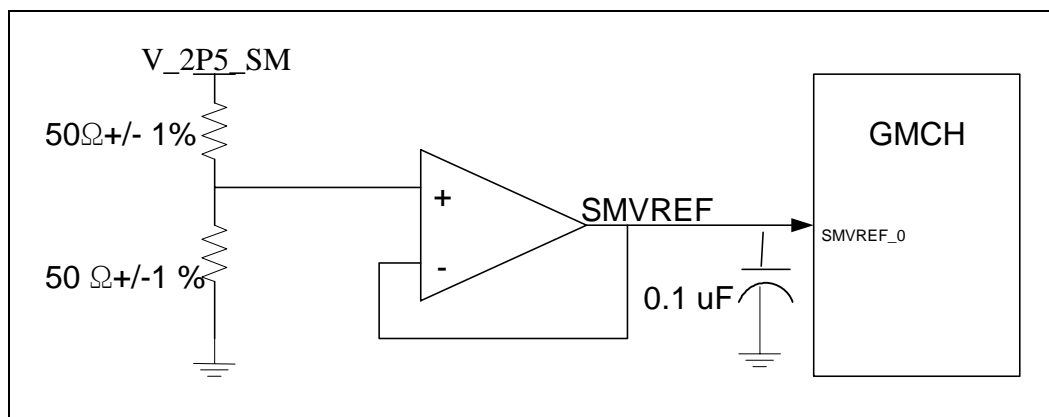 V_2P5_SM
50Ω+/- 1%
GMCH
+
SMVREF
SMVREF_0
50 Ω+/-1 %
-
0.1 uF